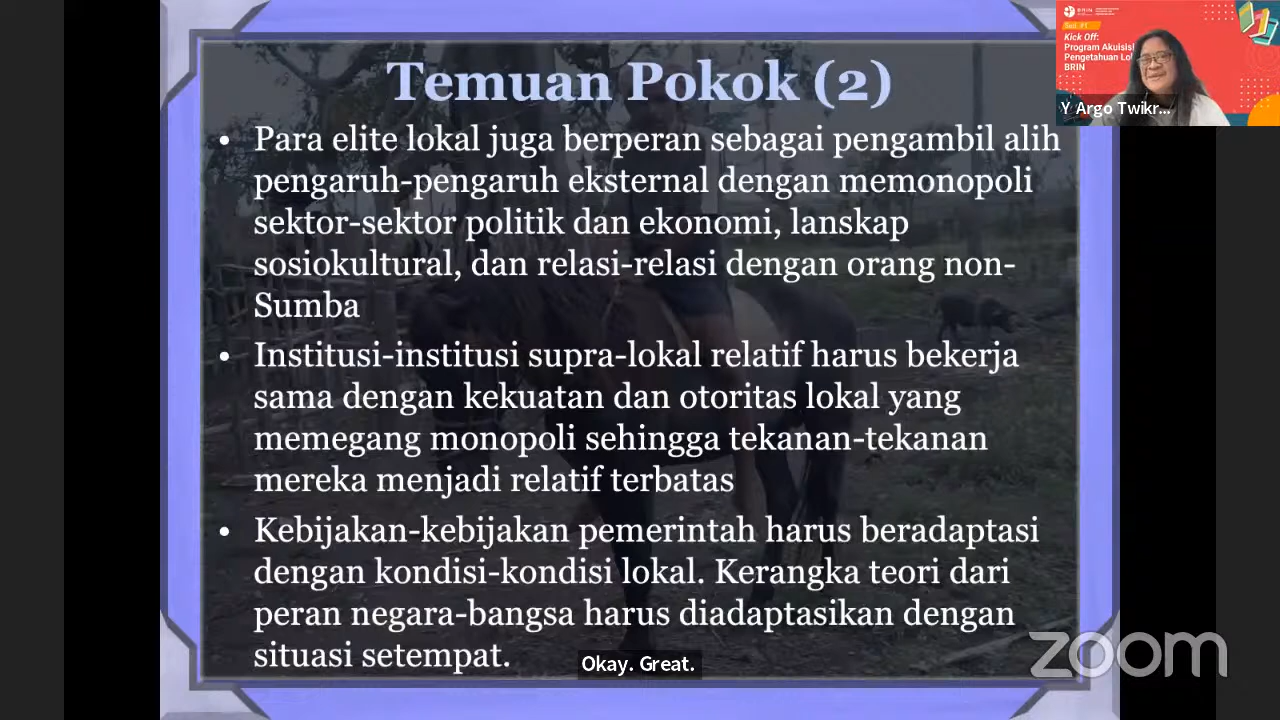 Temuan Pokok (2)
• Para elite lokal juga berperan sebagai pengambil alih
pengaruh-pengaruh eksternal dengan memonopoli
sektor-sektor politik dan ekonomi, lanskap
sosiokultural, dan relasi-relasi dengan orang non-
Sumba
• Institusi-institusi supra-lokal relatif harus bekerja
sama dengan kekuatan dan otoritas lokal yang
memegang monopoli sehingga tekanan-tekanan
mereka menjadi relatif terbatas
• Kebijakan-kebijakan pemerintah harus beradaptasi
dengan kondisi-kondisi lokal. Kerangka teori dari
peran negara-bangsa harus diadaptasikan dengan
situasi setempat.
Okay. Great.
zoom
BRIN
Kick Off:
Program Akuisisi
Pengetahuan Lo
BRIN
Y Argo Twikr...